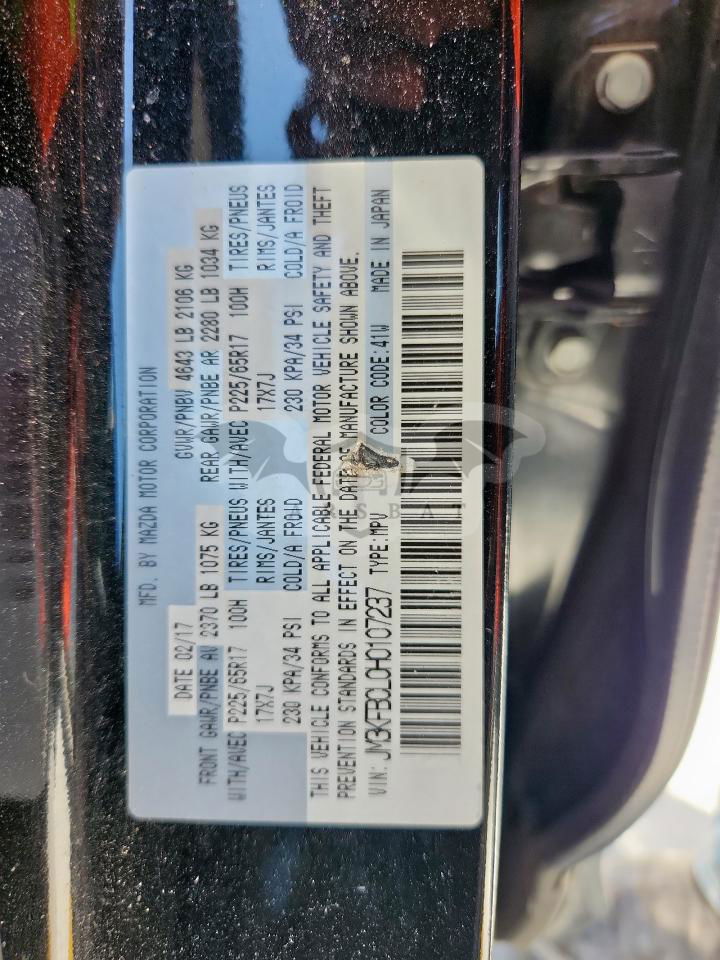 MFD. BY MAZDA MOTOR CORPORATION
DATE 02/17 GVWR/PNBV 4643 LB 2106 KG
FRONT GAWR/PNBE AV 2370 LB 1075 KG REAR GAWR/PNBE AR 2280 LB 1034 KG
WITH/AVEC P225/65R17 100H TIRES/PNEUS WITH/AVEC P225/65R17 100H TIRES/PNEUS
17X7J RIMS/JANTES 17X7J RIMS/JANTES
230 KPA/34 PSI COLD/A FROID 230 KPA/34 PSI COLD/A FROID
THIS VEHICLE CONFORMS TO ALL APPLICABLE FEDERAL MOTOR VEHICLE SAFETY AND THEFT
PREVENTION STANDARDS IN EFFECT ON THE DATE OF MANUFACTURE SHOWN ABOVE.
VIN: JM3KFBCL0H0107237 TYPE:MPV COLOR CODE:41W MADE IN JAPAN